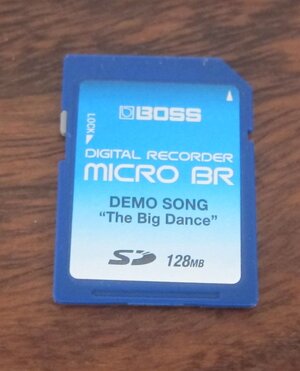 BOSS
LOCK
DIGITAL RECORDER
MICRO BR
DEMO SONG
“The Big Dance”
SD 128MB